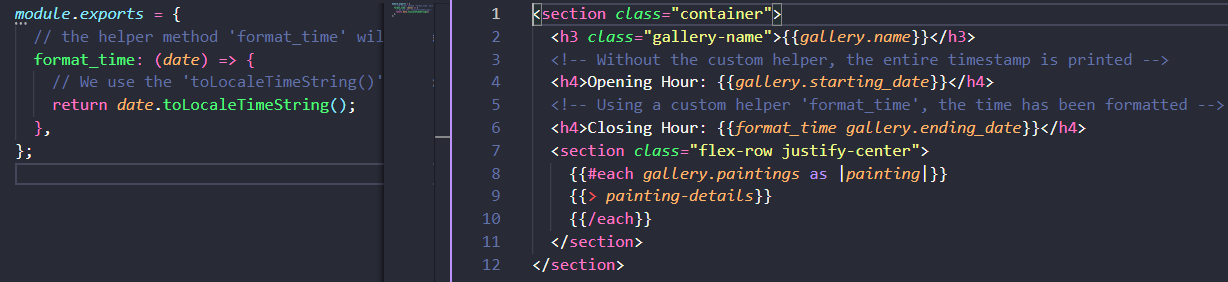 module.exports = {
// the helper method 'format_time' wil
format_time: (date) => {
// We use the 'toLocaleTimeString()'
return date.toLocaleTimeString();
},
};
1 <section class="container">
2 <h3 class="gallery-name">{{gallery.name}}</h3>
3 <!-- Without the custom helper, the entire timestamp is printed -->
4 <h4>Opening Hour: {{gallery.starting_date}}</h4>
5 <!-- Using a custom helper 'format_time', the time has been formatted -->
6 <h4>Closing Hour: {{format_time gallery.ending_date}}</h4>
7 <section class="flex-row justify-center">
8 {{#each gallery.paintings as |painting|}}
9 {{> painting-details}}
10 {{/each}}
11 </section>
12 </section>